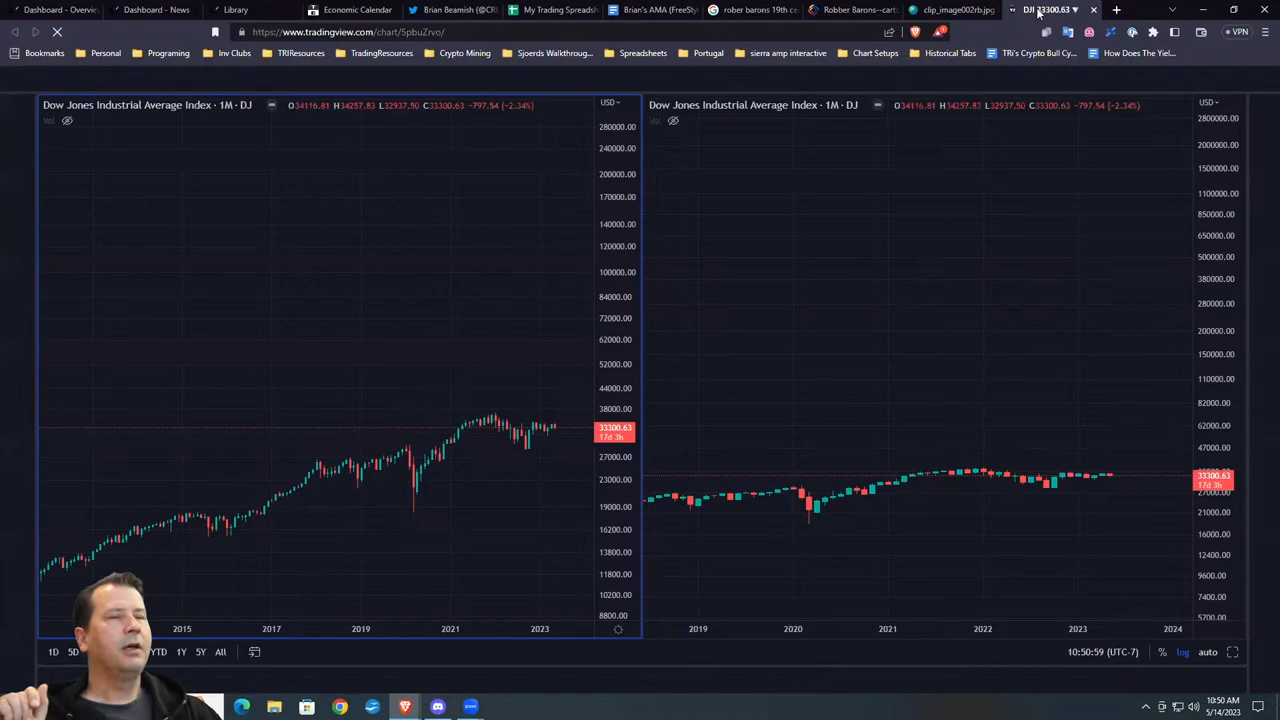 Dashboard - Overvi
Dashboard - News
Library
Economic Calendar
Brian Beamish (@CR
My Trading Spreadsh
Brian's AMA (FreeSty
rober barons 19th ce
Robber Barons--carto
clip_image002rb.jpg
DJI 33300.63 ▼
https://www.tradingview.com/chart/5pbuZrvo/
VPN
Bookmarks
Personal
Programing
Inv Clubs
TRIResources
TradingResources
Crypto Mining
Sjoerds Walkthroug...
Spreadsheets
Portugal
sierra amp interactive
Chart Setups
Historical Tabs
TRi's Crypto Bull Cy...
How Does The Yiel...
Dow Jones Industrial Average Index · 1M · DJ
O34116.81 H34257.83 L32937.50 C33300.63 -797.54 (-2.34%)
USD
Vol
280000.00
240000.00
200000.00
170000.00
140000.00
120000.00
100000.00
84000.00
72000.00
62000.00
52000.00
44000.00
38000.00
33300.63
17d 3h
27000.00
23000.00
19000.00
16200.00
13800.00
11800.00
10200.00
8800.00
2015
2017
2019
2021
2023
Dow Jones Industrial Average Index · 1M · DJ
O34116.81 H34257.83 L32937.50 C33300.63 -797.54 (-2.34%)
USD
Vol
2800000.00
2000000.00
1500000.00
1100000.00
850000.00
650000.00
500000.00
380000.00
280000.00
200000.00
150000.00
110000.00
82000.00
62000.00
47000.00
33300.63
17d 3h
27000.00
21000.00
16000.00
12400.00
9600.00
7400.00
5700.00
2019
2020
2021
2022
2023
2024
1D
5D
YTD
1Y
5Y
All
10:50:59 (UTC-7)
%
log
auto
10:50 AM
5/14/2023